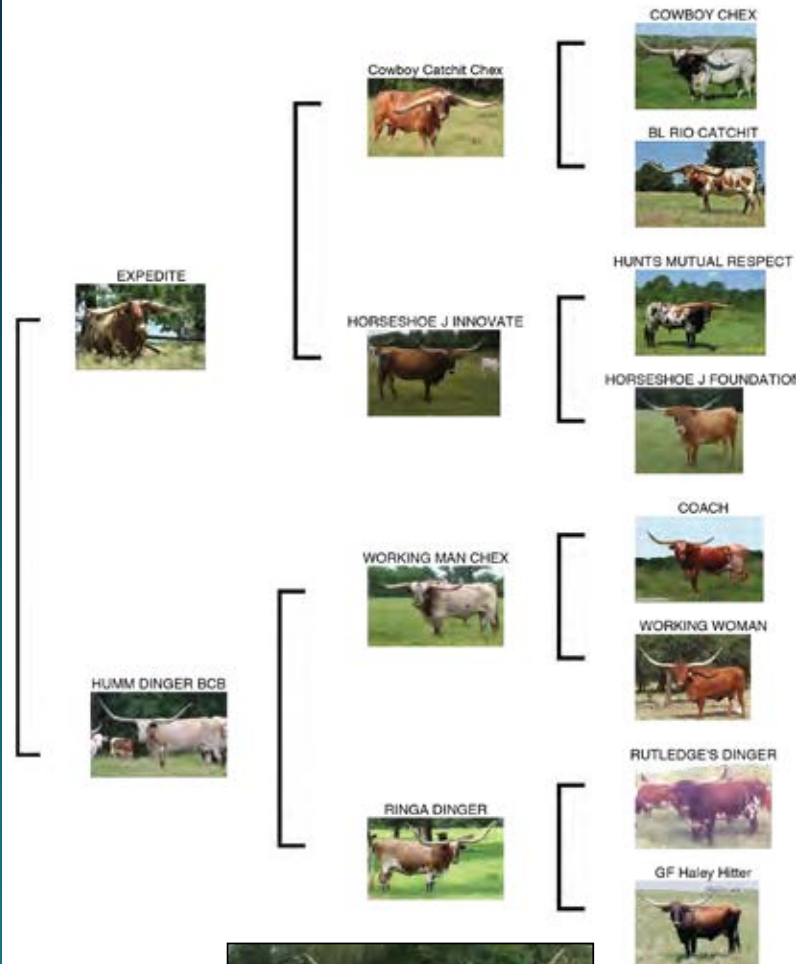 COWBOY CHEX
Cowboy Catchit Chex
BL RIO CATCHIT
EXPEDITE
HUNTS MUTUAL RESPECT
HORSESHOE J INNOVATE
HORSESHOE J FOUNDATION
COACH
WORKING MAN CHEX
WORKING WOMAN
HUMM DINGER BCB
RUTLEDGE'S DINGER
RINGA DINGER
GF Haley Hitter